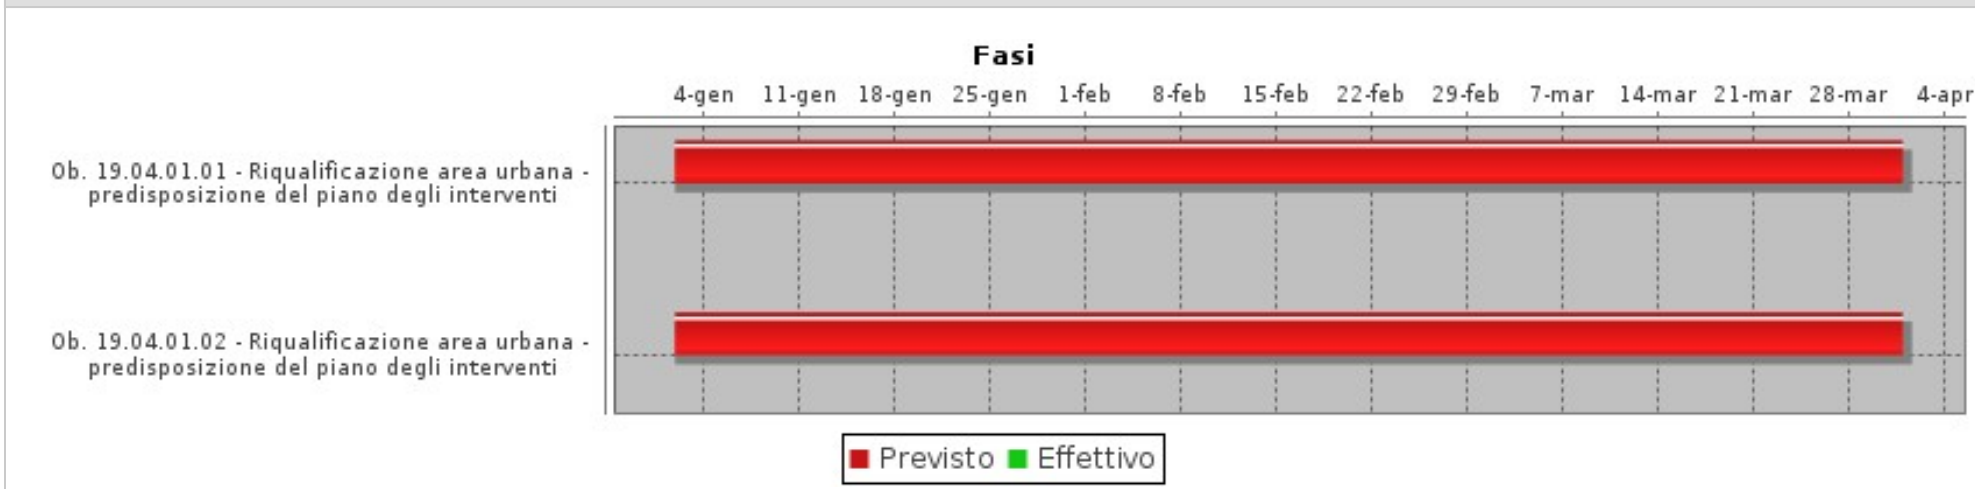 Fasi
4-gen 11-gen 18-gen 25-gen 1-feb 8-feb 15-feb 22-feb 29-feb 7-mar 14-mar 21-mar 28-mar 4-apr
Ob. 19.04.01.01 - Riqualificazione area urbana -
predisposizione del piano degli interventi
Ob. 19.04.01.02 - Riqualificazione area urbana -
predisposizione del piano degli interventi
Previsto Effettivo